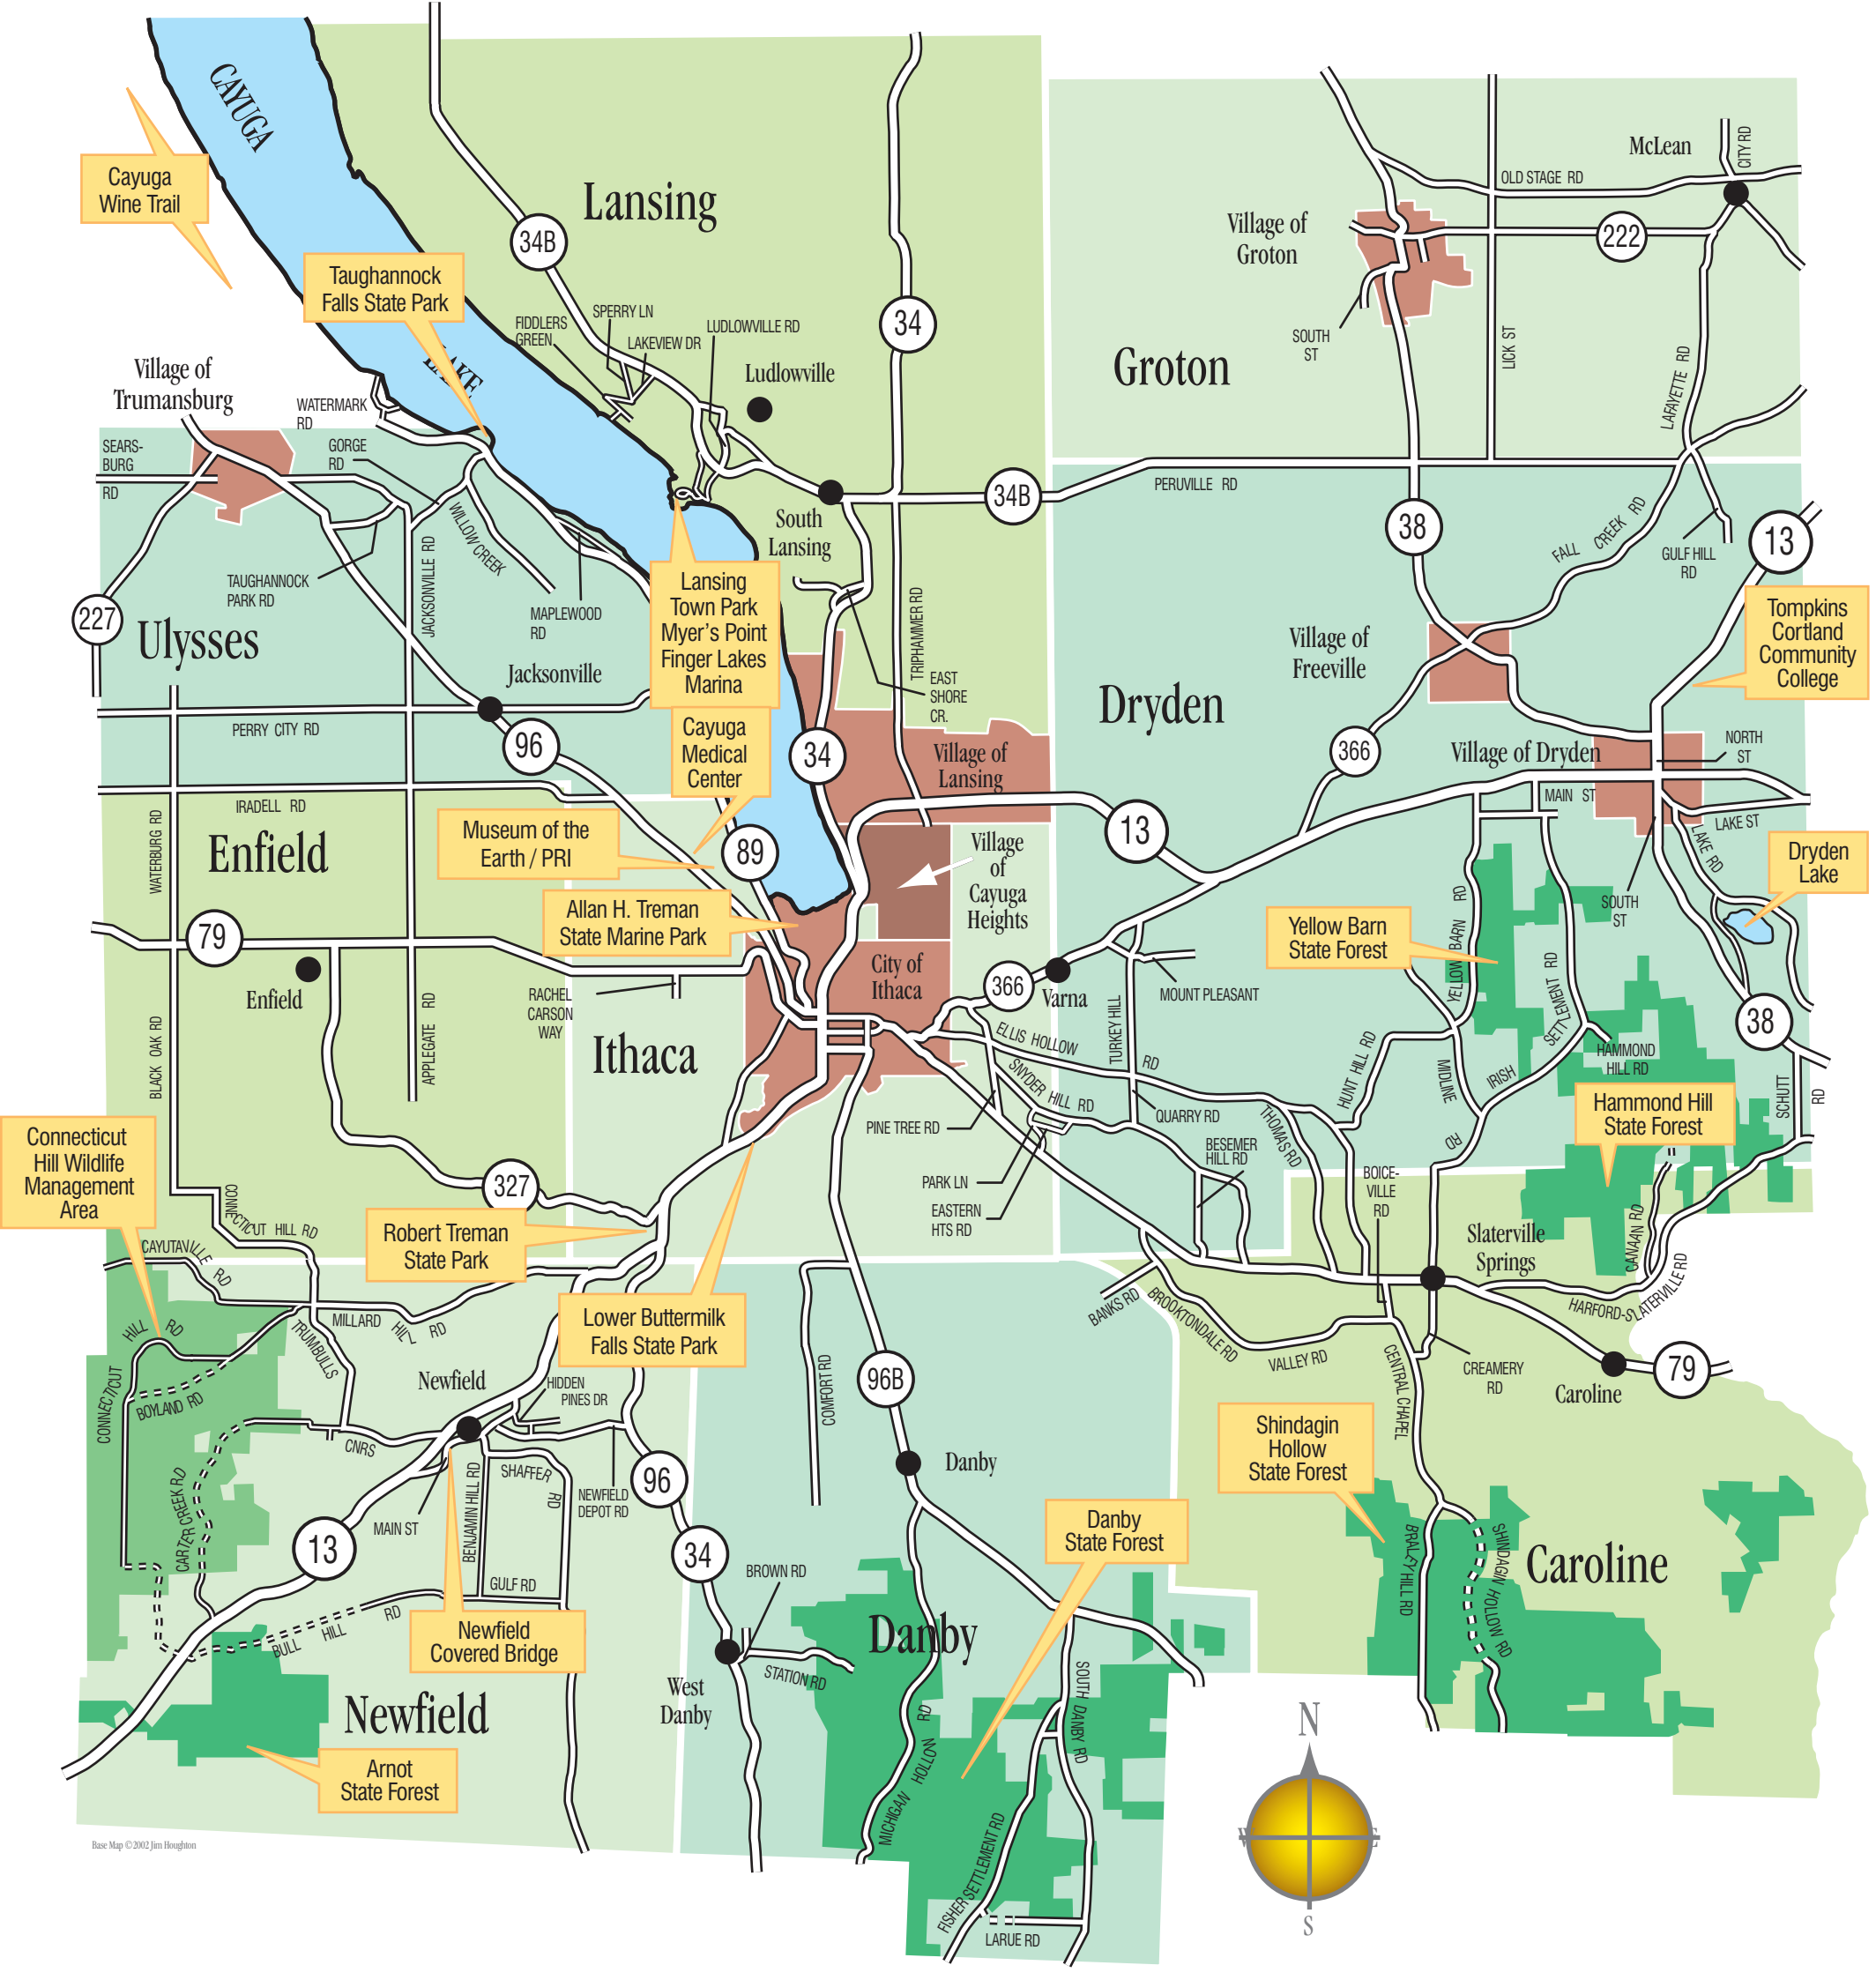 CAYUGA
LAKE
Cayuga
Wine Trail
Taughannock
Falls State Park
Lansing
34B
34
SPERRY LN
FIDDLERS
GREEN
LAKEVIEW DR
LUDLOWVILLE RD
Ludlowville
McLean
CITY RD
OLD STAGE RD
Village of
Groton
222
SOUTH
ST
LICK ST
LAFAYETTE RD
Groton
Village of
Trumansburg
WATERMARK
RD
SEARS-
BURG
RD
GORGE
RD
WILLOW CREEK
TAUGHANNOCK
PARK RD
JACKSONVILLE RD
MAPLEWOOD
RD
227
Ulysses
Jacksonville
South
Lansing
34B
PERUVILLE RD
38
FALL CREEK RD
GULF HILL
RD
13
Lansing
Town Park
Myer's Point
Finger Lakes
Marina
TRIPHAMMER RD
EAST
SHORE
CR.
Tompkins
Cortland
Community
College
Village of
Freeville
Dryden
PERRY CITY RD
96
Cayuga
Medical
Center
34
Village of
Lansing
366
Village of Dryden
NORTH
ST
MAIN ST
LAKE ST
LAKE RD
SOUTH
ST
Dryden
Lake
IRADELL RD
WATERBURG RD
Enfield
Museum of the
Earth / PRI
89
13
Village
of
Cayuga
Heights
Allan H. Treman
State Marine Park
79
Enfield
RACHEL
CARSON
WAY
City of
Ithaca
366
Varna
MOUNT PLEASANT
Yellow Barn
State Forest
YELLOW BARN RD
SETTLEMENT RD
IRISH
HAMMOND
HILL RD
38
SCHUTT
RD
BLACK OAK RD
APPLEGATE RD
Ithaca
ELLIS HOLLOW
RD
TURKEY HILL
SNYDER HILL RD
HUNT HILL RD
MIDLINE
RD
PINE TREE RD
QUARRY RD
BESEMER
HILL RD
THOMAS RD
PARK LN
EASTERN
HTS RD
BOICE-
VILLE
RD
Hammond Hill
State Forest
Slaterville
Springs
CANAAN RD
HARFORD-SLATERVILLE RD
Connecticut
Hill Wildlife
Management
Area
327
CONNECTICUT HILL RD
CAYUTAVILLE RD
Robert Treman
State Park
Lower Buttermilk
Falls State Park
MILLARD HILL RD
TRUMBULLS
CNRS
HILL RD
CONNECTICUT
BOYLAND RD
CARTER CREEK RD
Newfield
HIDDEN
PINES DR
SHAFFER
RD
NEWFIELD
DEPOT RD
BENJAMIN HILL RD
MAIN ST
13
GULF RD
BULL HILL RD
Newfield
Covered Bridge
Newfield
Arnot
State Forest
96
34
COMFORT RD
96B
Danby
BROWN RD
STATION RD
West
Danby
Danby
Danby
State Forest
MICHIGAN HOLLOW RD
SOUTH DANBY RD
FISHER SETTLEMENT RD
LARUE RD
BANKS RD
BROOKTONDALE RD
VALLEY RD
CENTRAL CHAPEL
CREAMERY
RD
Caroline
79
Shindagin
Hollow
State Forest
BRALEY HILL RD
SHINDAGIN HOLLOW RD
Caroline
N
W
E
S
Base Map ©2002 Jim Houghton